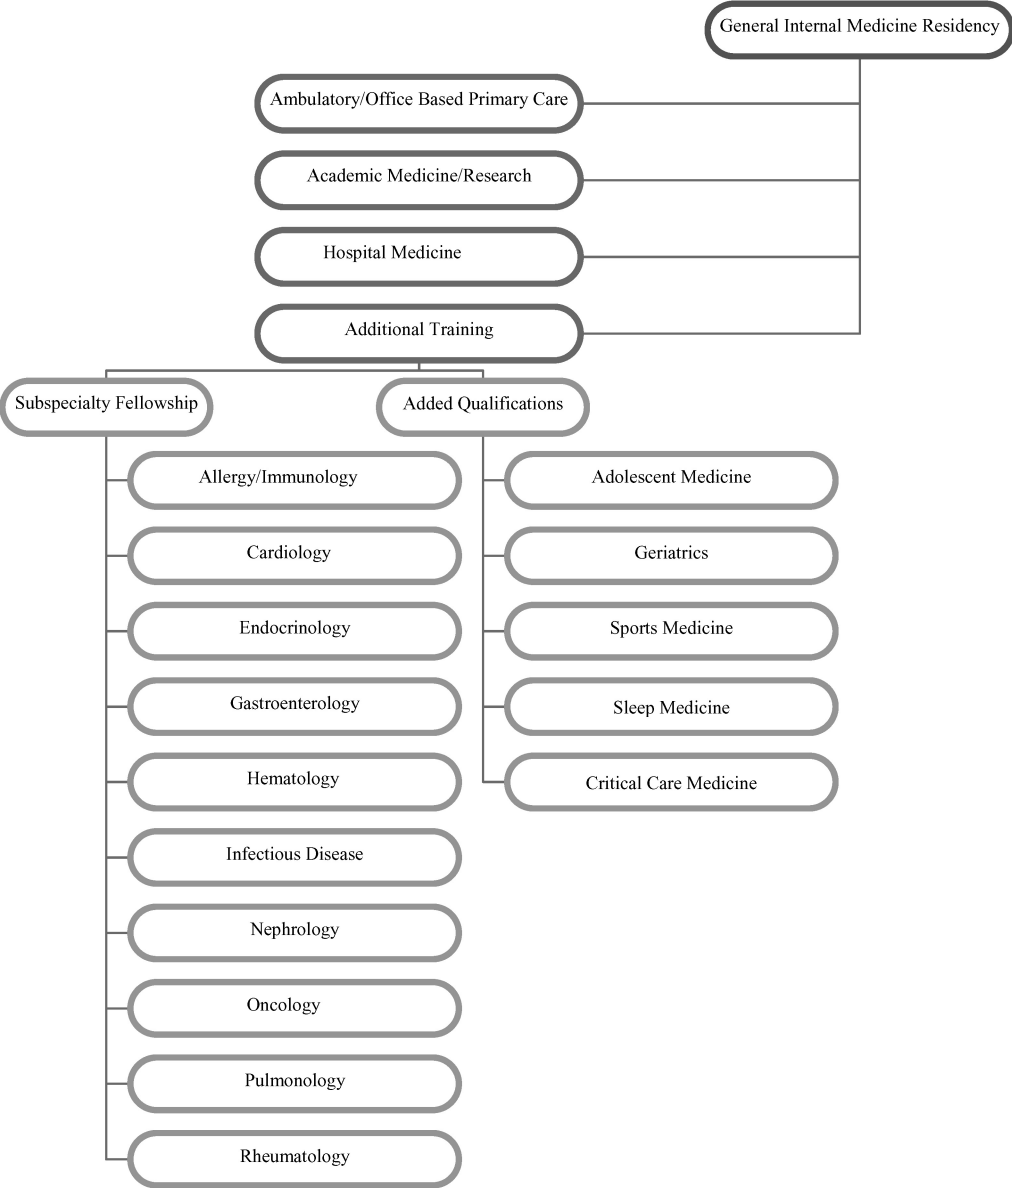 General Internal Medicine Residency
Ambulatory/Office Based Primary Care
Academic Medicine/Research
Hospital Medicine
Additional Training
Subspecialty Fellowship
Allergy/Immunology
Cardiology
Endocrinology
Gastroenterology
Hematology
Infectious Disease
Nephrology
Oncology
Pulmonology
Rheumatology
Added Qualifications
Adolescent Medicine
Geriatrics
Sports Medicine
Sleep Medicine
Critical Care Medicine